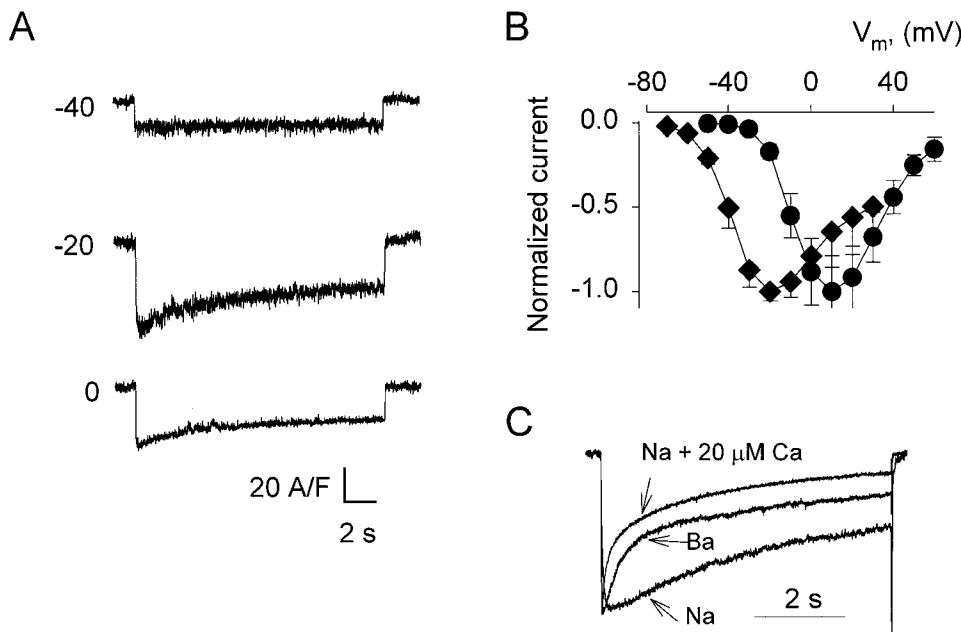 A
-40
-20
0
20 A/F
2 s
B
Vm, (mV)
-80 -40 0 40
0.0
-0.5
-1.0
Normalized current
C
Na + 20 μM Ca
Ba
Na
2 s